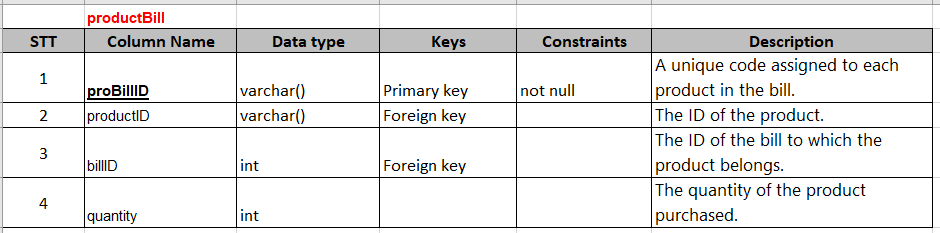 productBill
STT Column Name Data type Keys Constraints Description
1 proBillID varchar() Primary key not null A unique code assigned to each
product in the bill.
2 productID varchar() Foreign key The ID of the product.
3 billID int Foreign key The ID of the bill to which the
product belongs.
4 quantity int The quantity of the product
purchased.